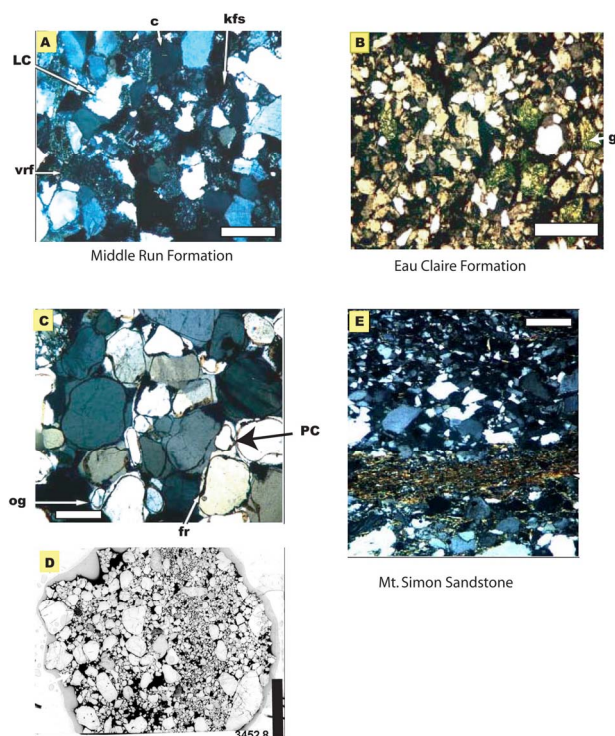 A
c
kfs
LC
vrf
Middle Run Formation
B
g
Eau Claire Formation
C
PC
og
fr
E
Mt. Simon Sandstone
D
3452.8